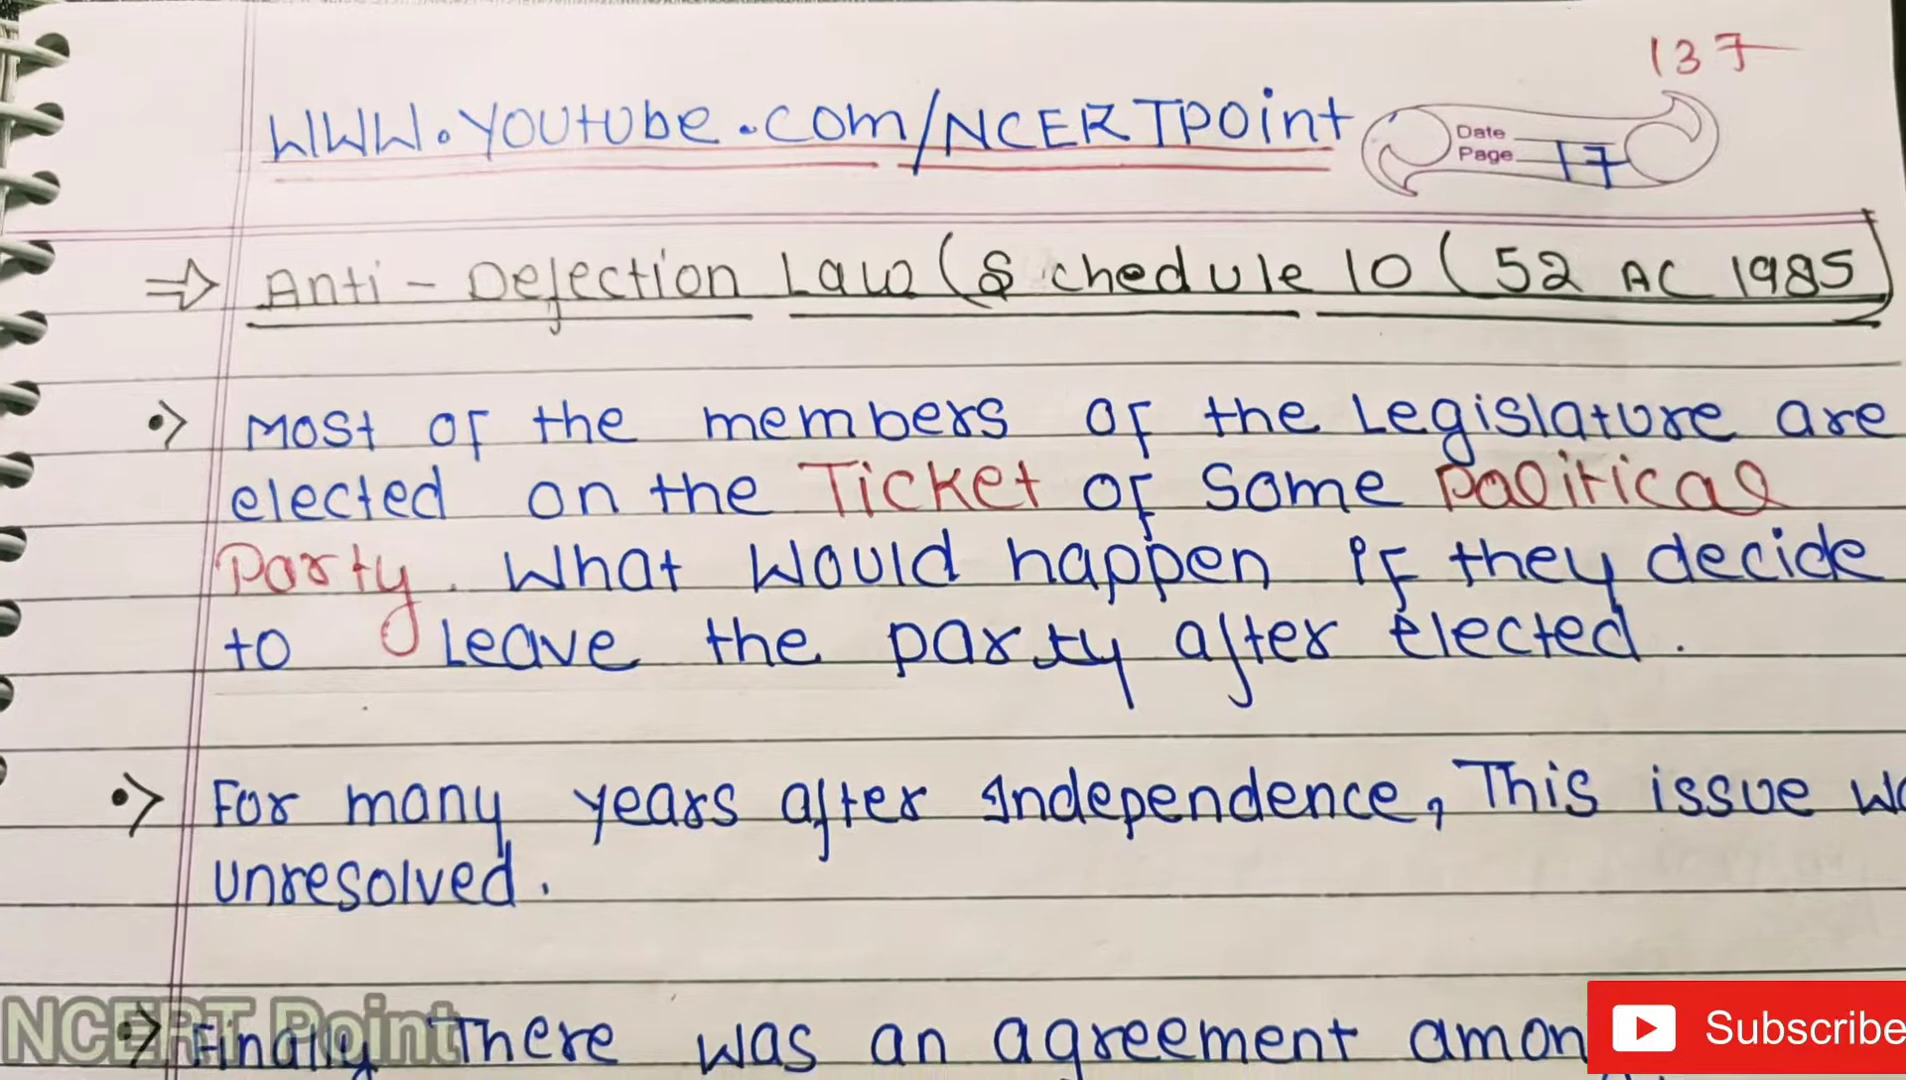 137
www.youtube.com/NCERTPoint
Date
Page 17
⇒ Anti - Defection Law (Schedule 10 ( 52 AC 1985)
Most of the members of the Legislature are
elected on the Ticket of some Political
Party. What would happen if they decide
to Leave the party after elected.
For many years after Independence, This issue
unresolved.
NCERT Point
Finally There was an agreement
Subscribe